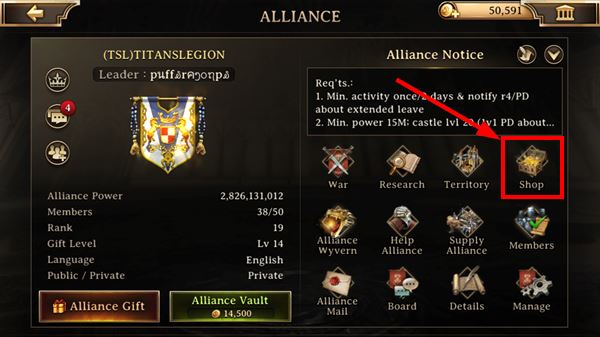 ALLIANCE
50,591
(TSL)TITANSLEGION
Leader :
Alliance Notice
4
Req'ts.:
1. Min. activity once/2 days & notify r4/PD
about extended leave
2. Min. power 15M; castle lvl 20 (lvl PD about...
War
Research
Territory
Shop
Alliance Power 2,826,131,012
Members 38/50
Rank 19
Gift Level Lv 14
Language English
Public / Private Private
Alliance
Wyvern
Help
Alliance
Supply
Alliance
Members
Alliance
Mail
Board
Details
Manage
Alliance Gift
Alliance Vault
14,500